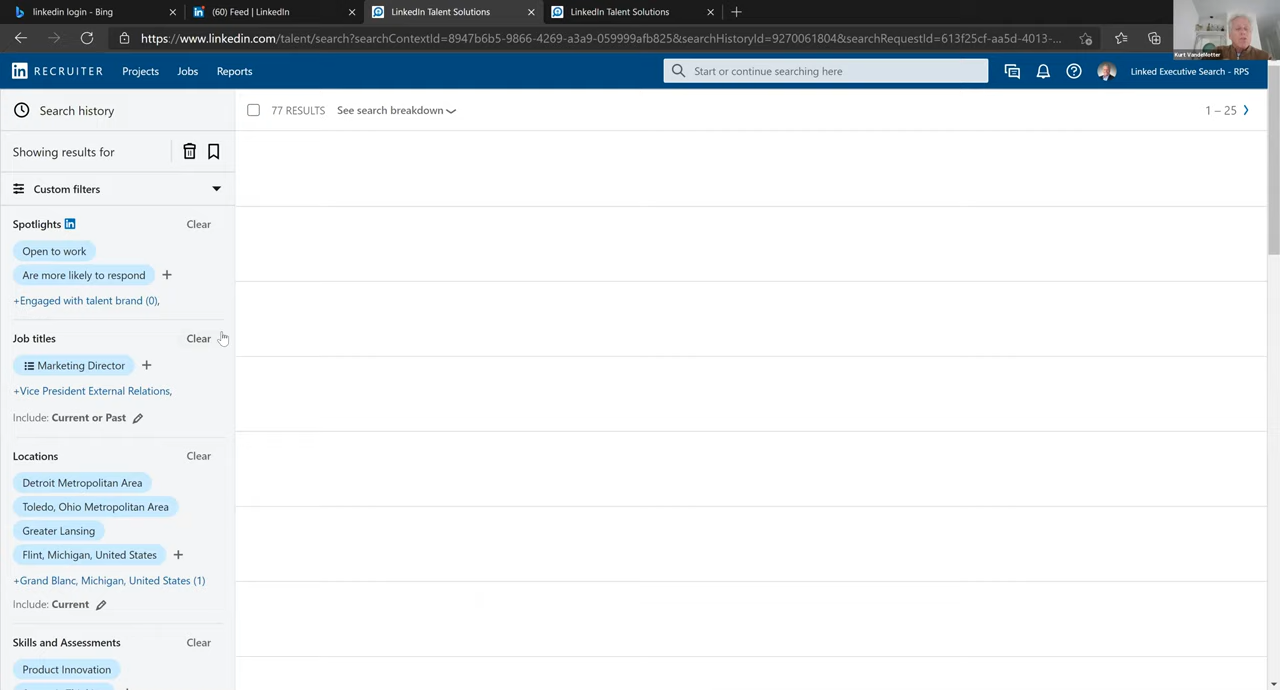 linkedin login - Bing
(60) Feed | LinkedIn
LinkedIn Talent Solutions
LinkedIn Talent Solutions
https://www.linkedin.com/talent/search?searchContextId=8947b6b5-9866-4269-a3a9-059999afb825&searchHistoryId=9270061804&searchRequestId=613f25cf-aa5d-4013-...
Kurt VandeMotter
in RECRUITER
Projects
Jobs
Reports
Start or continue searching here
Linked Executive Search - RPS
Search history
77 RESULTS
See search breakdown
1 – 25
Showing results for
Custom filters
Spotlights in
Clear
Open to work
Are more likely to respond
+Engaged with talent brand (0),
Job titles
Clear
Marketing Director
+Vice President External Relations,
Include: Current or Past
Locations
Clear
Detroit Metropolitan Area
Toledo, Ohio Metropolitan Area
Greater Lansing
Flint, Michigan, United States
+Grand Blanc, Michigan, United States (1)
Include: Current
Skills and Assessments
Clear
Product Innovation